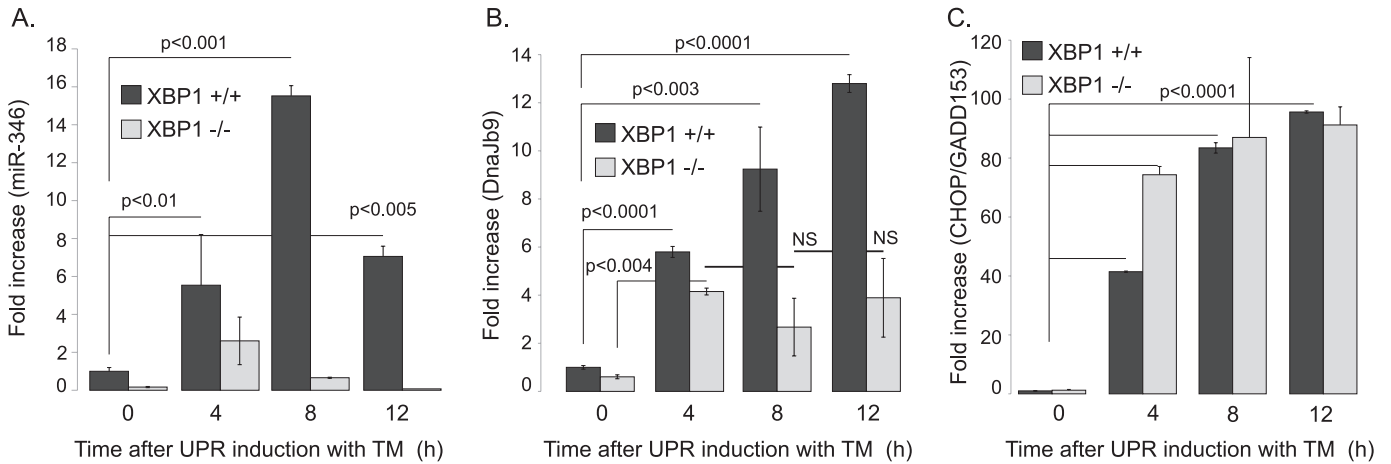 A.
Fold increase (miR-346)
18
16
14
12
10
8
6
4
2
0
p<0.001
XBP1 +/+
XBP1 -/-
p<0.01
p<0.005
0 4 8 12
Time after UPR induction with TM (h)
B.
Fold increase (DnaJb9)
14
12
10
8
6
4
2
0
p<0.0001
p<0.003
XBP1 +/+
XBP1 -/-
p<0.0001
p<0.004
NS
NS
0 4 8 12
Time after UPR induction with TM (h)
C.
Fold increase (CHOP/GADD153)
120
100
80
60
40
20
0
XBP1 +/+
XBP1 -/-
p<0.0001
0 4 8 12
Time after UPR induction with TM (h)